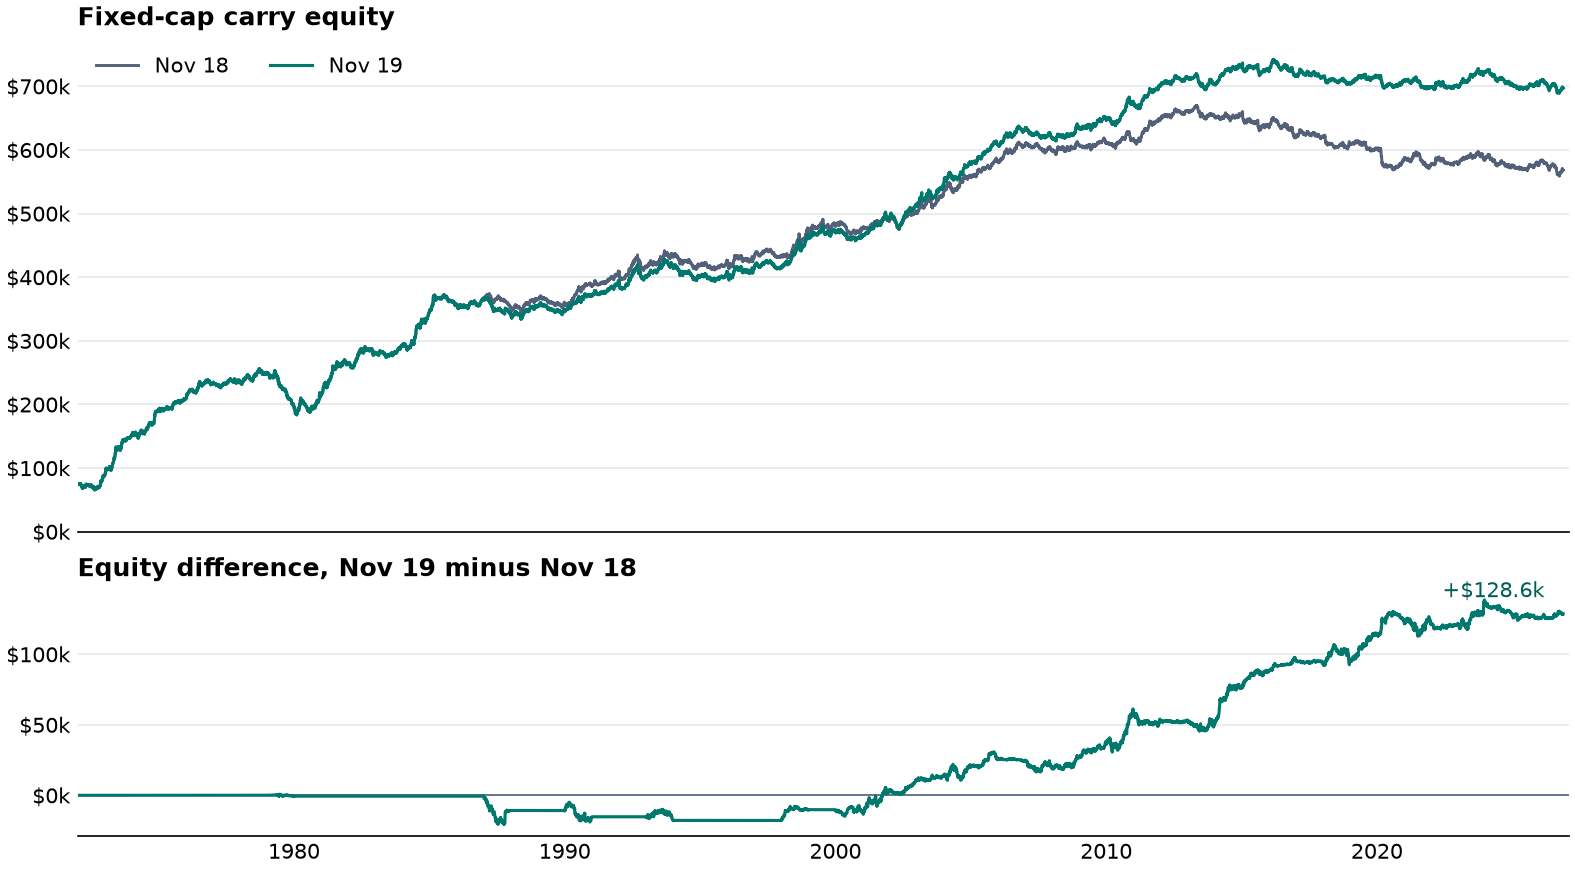 Fixed-cap carry equity
Nov 18 Nov 19
$700k
$600k
$500k
$400k
$300k
$200k
$100k
$0k
Equity difference, Nov 19 minus Nov 18
+$128.6k
$100k
$50k
$0k
1980 1990 2000 2010 2020